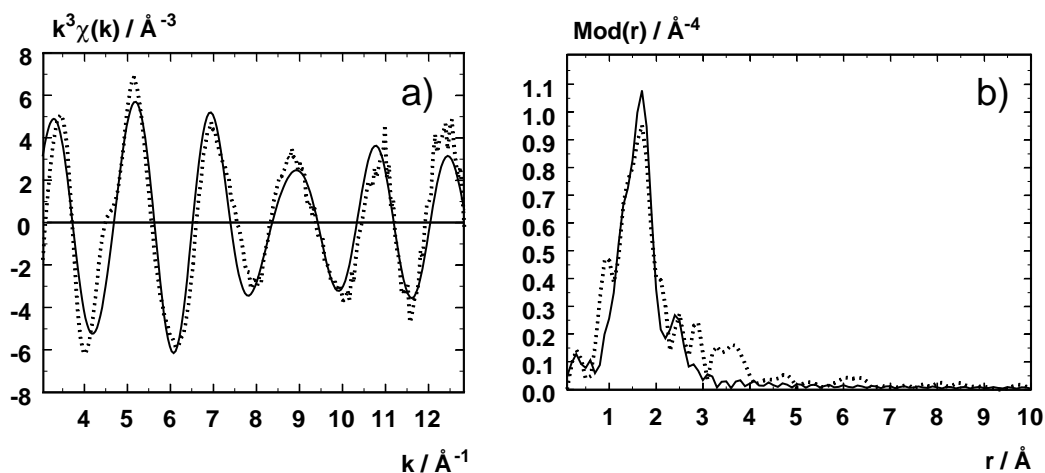 k³χ(k) / Å⁻³
a)
8
6
4
2
0
-2
-4
-6
-8
4 5 6 7 8 9 10 11 12
k / Å⁻¹
Mod(r) / Å⁻⁴
b)
1.1
1.0
0.9
0.8
0.7
0.6
0.5
0.4
0.3
0.2
0.1
0.0
1 2 3 4 5 6 7 8 9 10
r / Å